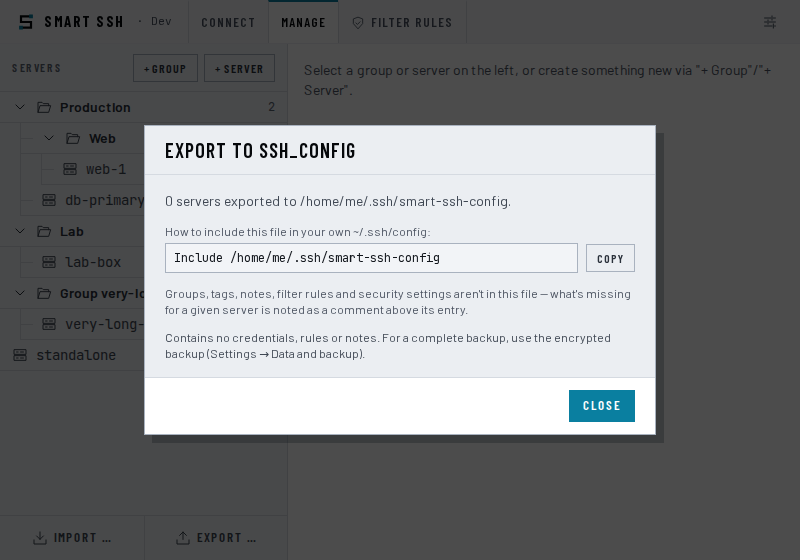 SMART SSH · Dev CONNECT MANAGE FILTER RULES
SERVERS + GROUP + SERVER
Select a group or server on the left, or create something new via "+ Group"/"+
Server".
Production 2
Web
web-1
db-primary
Lab
lab-box
Group very-lo
very-long-
standalone
IMPORT … EXPORT …
EXPORT TO SSH_CONFIG
0 servers exported to /home/me/.ssh/smart-ssh-config.
How to include this file in your own ~/.ssh/config:
Include /home/me/.ssh/smart-ssh-config COPY
Groups, tags, notes, filter rules and security settings aren't in this file — what's missing
for a given server is noted as a comment above its entry.
Contains no credentials, rules or notes. For a complete backup, use the encrypted
backup (Settings → Data and backup).
CLOSE